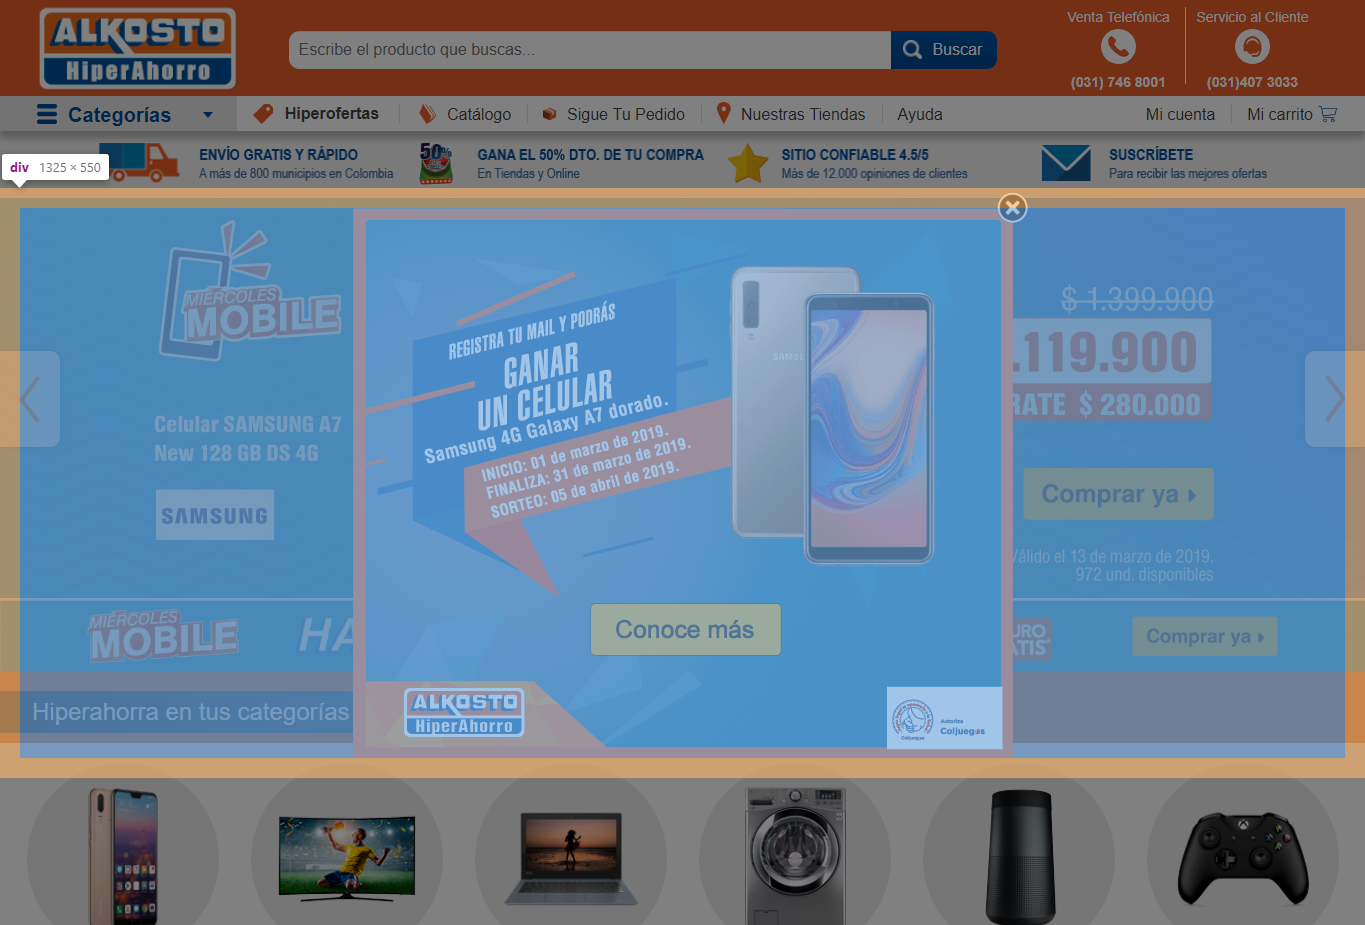 ALKOSTO
HiperAhorro
Escribe el producto que buscas...
Buscar
Venta Telefónica
(031) 746 8001
Servicio al Cliente
(031)407 3033
Categorías
Hiperofertas
Catálogo
Sigue Tu Pedido
Nuestras Tiendas
Ayuda
Mi cuenta
Mi carrito
div 1325 × 550
ENVÍO GRATIS Y RÁPIDO
A más de 800 municipios en Colombia
50%
GANA EL 50% DTO. DE TU COMPRA
En Tiendas y Online
SITIO CONFIABLE 4.5/5
Más de 12.000 opiniones de clientes
SUSCRÍBETE
Para recibir las mejores ofertas
MIÉRCOLES
MOBILE
Celular SAMSUNG A7
New 128 GB DS 4G
SAMSUNG
REGISTRA TU MAIL Y PODRÁS
GANAR
UN CELULAR
Samsung 4G Galaxy A7 dorado.
INICIO: 01 de marzo de 2019.
FINALIZA: 31 de marzo de 2019.
SORTEO: 05 de abril de 2019.
SAMSUNG
Conoce más
ALKOSTO
HiperAhorro
Autoriza
Coljuegos
Coljuegos
$ 1.399.900
.119.900
RATE $ 280.000
Comprar ya
Válido el 13 de marzo de 2019.
972 und. disponibles
MIÉRCOLES
MOBILE
HA
URO
ATIS
Comprar ya
Hiperahorra en tus categorías